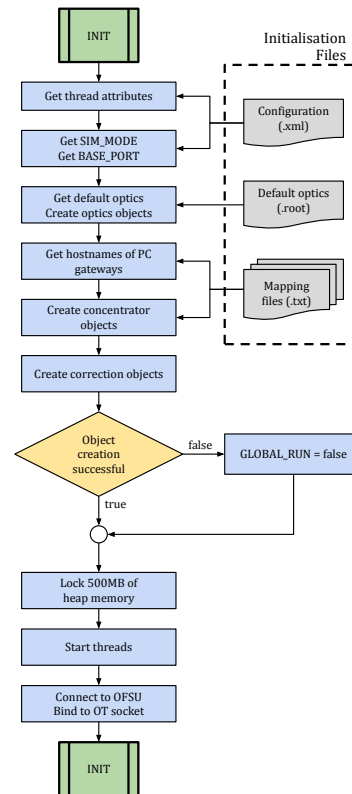 INIT
Initialisation
Files
Get thread attributes
Configuration
(.xml)
Get SIM_MODE
Get BASE_PORT
Get default optics
Create optics objects
Default optics
(.root)
Get hostnames of PC
gateways
Mapping
files (.txt)
Create concentrator
objects
Create correction objects
Object
creation
successful
false
GLOBAL_RUN = false
true
Lock 500MB of
heap memory
Start threads
Connect to OFSU
Bind to OT socket
INIT